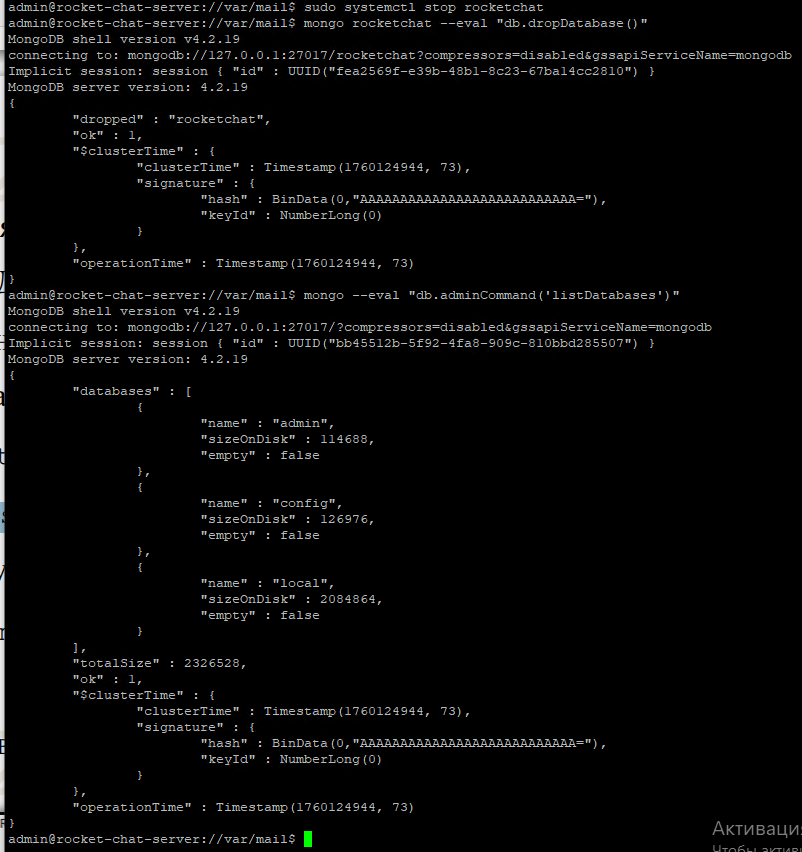 admin@rocket-chat-server://var/mail$ sudo systemctl stop rocketchat
admin@rocket-chat-server://var/mail$ mongo rocketchat --eval "db.dropDatabase()"
MongoDB shell version v4.2.19
connecting to: mongodb://127.0.0.1:27017/rocketchat?compressors=disabled&gssapiServiceName=mongodb
Implicit session: session { "id" : UUID("fea2569f-e39b-48b1-8c23-67ba14cc2810") }
MongoDB server version: 4.2.19
{
        "dropped" : "rocketchat",
        "ok" : 1,
        "$clusterTime" : {
                "clusterTime" : Timestamp(1760124944, 73),
                "signature" : {
                        "hash" : BinData(0,"AAAAAAAAAAAAAAAAAAAAAAAAAAA="),
                        "keyId" : NumberLong(0)
                }
        },
        "operationTime" : Timestamp(1760124944, 73)
}
admin@rocket-chat-server://var/mail$ mongo --eval "db.adminCommand('listDatabases')"
MongoDB shell version v4.2.19
connecting to: mongodb://127.0.0.1:27017/?compressors=disabled&gssapiServiceName=mongodb
Implicit session: session { "id" : UUID("bb45512b-5f92-4fa8-909c-810bbd285507") }
MongoDB server version: 4.2.19
{
        "databases" : [
                {
                        "name" : "admin",
                        "sizeOnDisk" : 114688,
                        "empty" : false
                },
                {
                        "name" : "config",
                        "sizeOnDisk" : 126976,
                        "empty" : false
                },
                {
                        "name" : "local",
                        "sizeOnDisk" : 2084864,
                        "empty" : false
                }
        ],
        "totalSize" : 2326528,
        "ok" : 1,
        "$clusterTime" : {
                "clusterTime" : Timestamp(1760124944, 73),
                "signature" : {
                        "hash" : BinData(0,"AAAAAAAAAAAAAAAAAAAAAAAAAAA="),
                        "keyId" : NumberLong(0)
                }
        },
        "operationTime" : Timestamp(1760124944, 73)
}
admin@rocket-chat-server://var/mail$
Активация